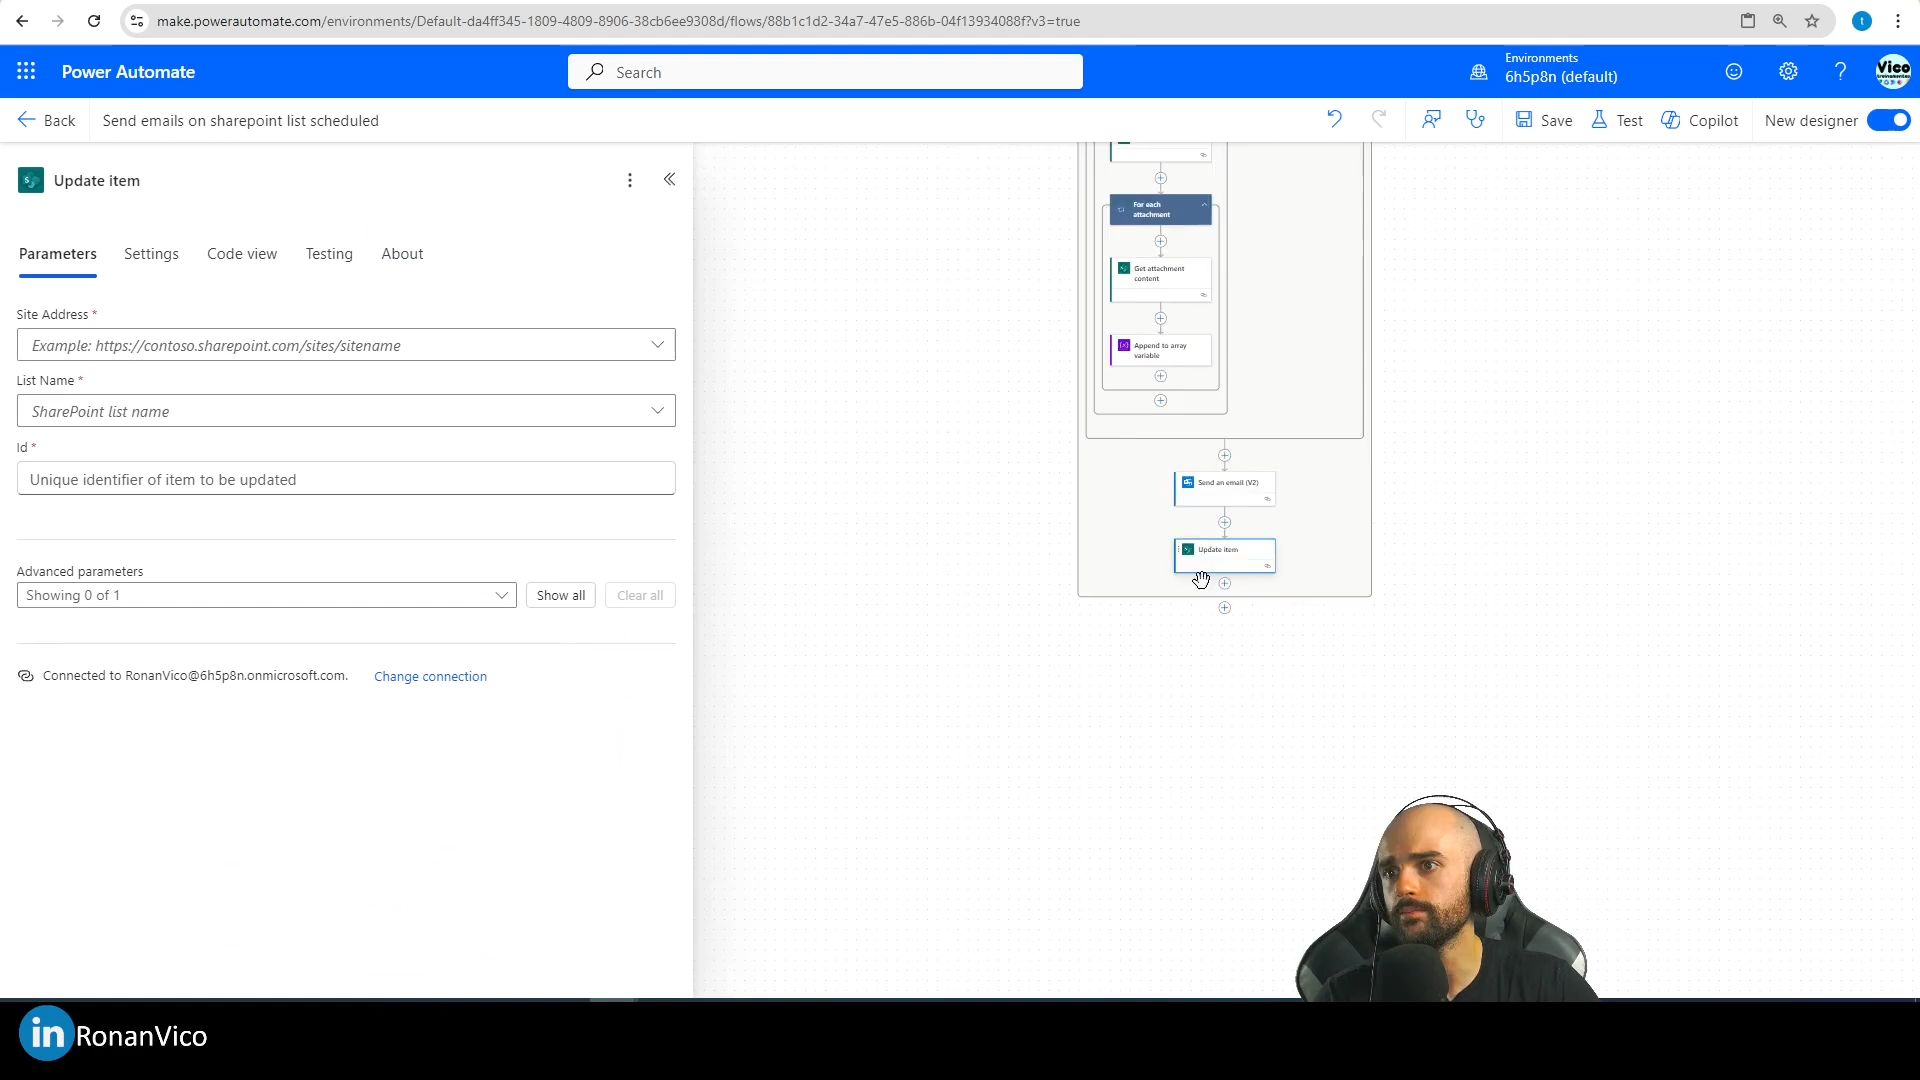 make.powerautomate.com/environments/Default-da4ff345-1809-4809-8906-38cb6ee9308d/flows/88b1c1d2-34a7-47e5-886b-04f13934088f?v3=true
t
Power Automate
Search
Environments
6h5p8n (default)
Vico
Back
Send emails on sharepoint list scheduled
Save
Test
Copilot
New designer
Update item
Parameters
Settings
Code view
Testing
About
Site Address *
Example: https://contoso.sharepoint.com/sites/sitename
List Name *
SharePoint list name
Id *
Unique identifier of item to be updated
Advanced parameters
Showing 0 of 1
Show all
Clear all
Connected to RonanVico@6h5p8n.onmicrosoft.com.
Change connection
For each
attachment
Get attachment
content
Append to array
variable
Send an email (V2)
Update item
in RonanVico